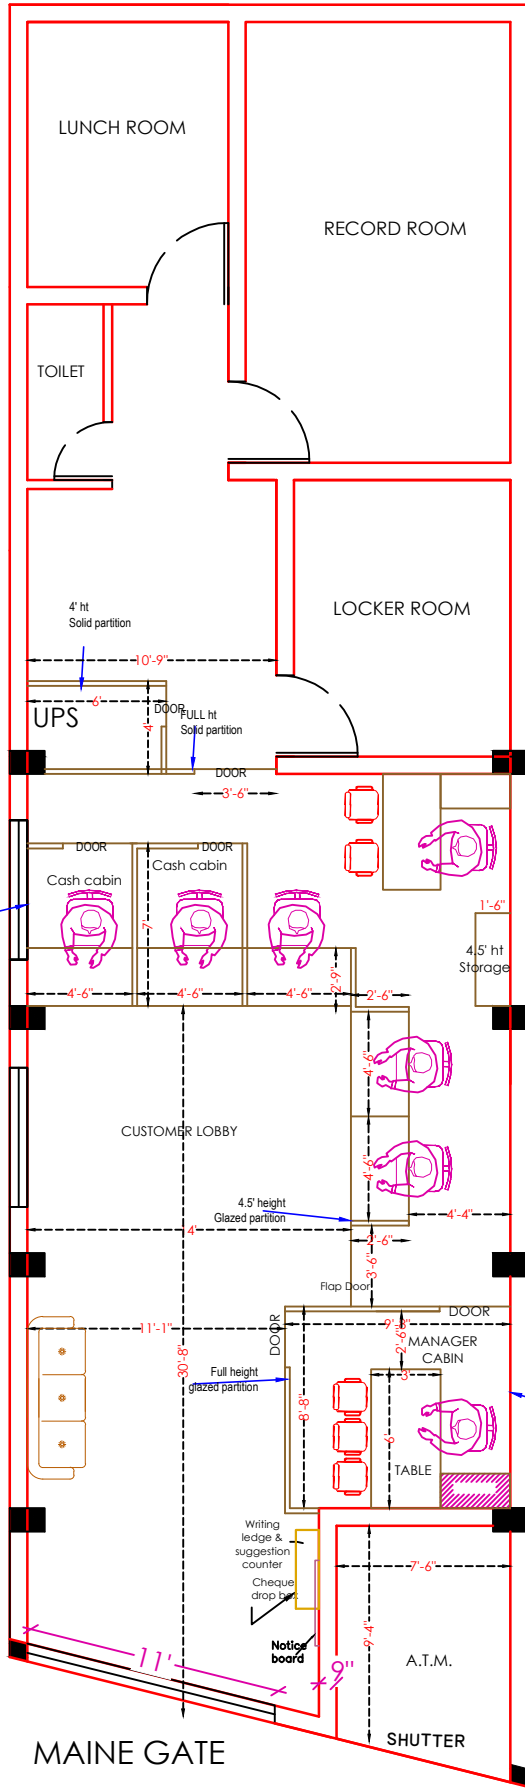 LUNCH ROOM
RECORD ROOM
TOILET
LOCKER ROOM
4' ht
Solid partition
10'-9"
6'
DOOR
UPS
4'
FULL ht
Solid partition
DOOR
3'-6"
DOOR
DOOR
Cash cabin
Cash cabin
7'
1'-6"
4.5' ht
Storage
2'-9"
4'-6"
4'-6"
4'-6"
2'-6"
4'-6"
CUSTOMER LOBBY
4'-6"
4.5' height
Glazed partition
4'
4'-4"
2'-6"
3'-6"
Flap Door
DOOR
9'-8"
DOOR
11'-1"
2'-6"
MANAGER
CABIN
30'-8"
Full height
glazed partition
3'
8'-8"
6'
TABLE
Writing
ledge &
suggestion
counter
Cheque
drop box
7'-6"
9'-4"
Notice
board
A.T.M.
11'
9"
SHUTTER
MAINE GATE